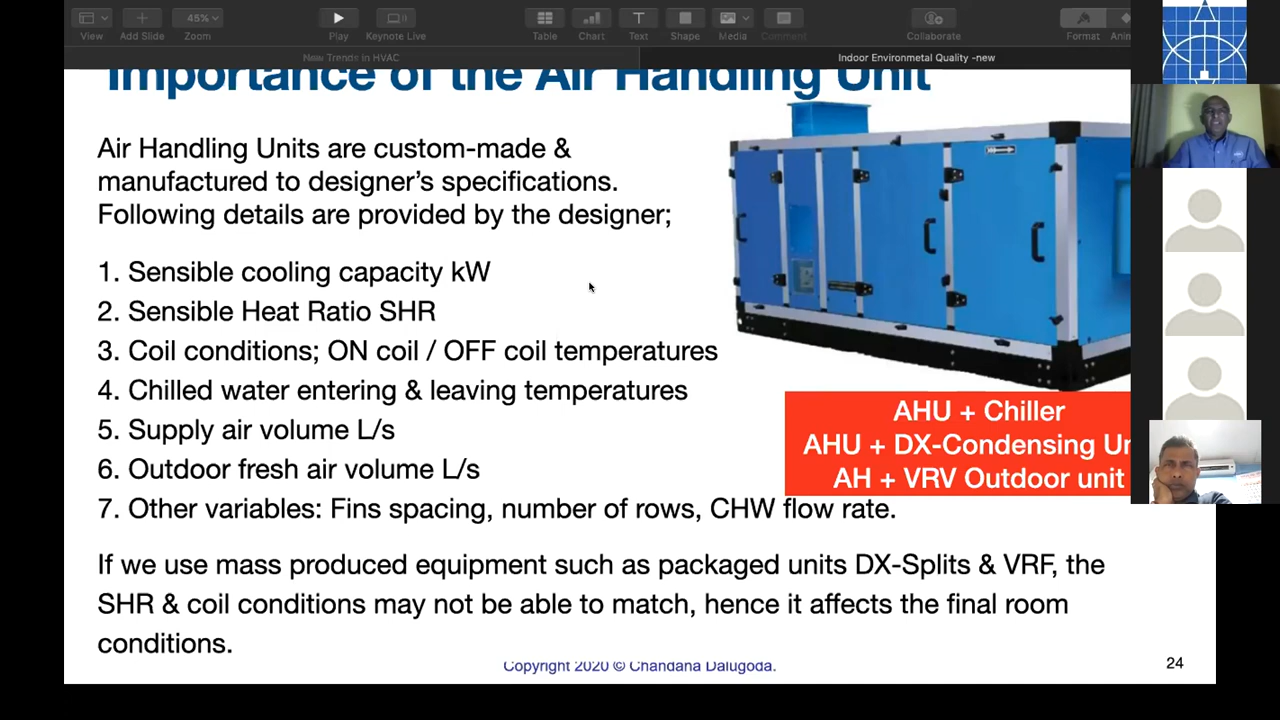 View
Add Slide
45%
Zoom
Play
Keynote Live
Table
Chart
Text
Shape
Media
Comment
Collaborate
Format
Anin
New Trends in HVAC
Indoor Environmetal Quality -new
Importance of the Air Handling Unit
Air Handling Units are custom-made &
manufactured to designer's specifications.
Following details are provided by the designer;
1. Sensible cooling capacity kW
2. Sensible Heat Ratio SHR
3. Coil conditions; ON coil / OFF coil temperatures
4. Chilled water entering & leaving temperatures
5. Supply air volume L/s
6. Outdoor fresh air volume L/s
7. Other variables: Fins spacing, number of rows, CHW flow rate.
AHU + Chiller
AHU + DX-Condensing Un
AH + VRV Outdoor unit
If we use mass produced equipment such as packaged units DX-Splits & VRF, the
SHR & coil conditions may not be able to match, hence it affects the final room
conditions.
Copyright 2020 © Chandana Dalugoda.
24